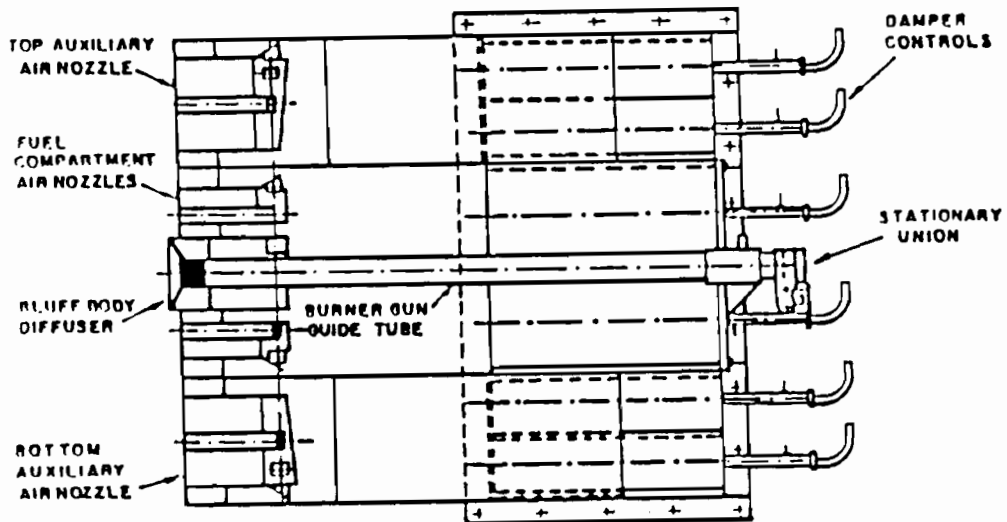 TOP AUXILIARY
AIR NOZZLE
FUEL
COMPARTMENT
AIR NOZZLES
BLUFF BODY
DIFFUSER
BOTTOM
AUXILIARY
AIR NOZZLE
BURNER GUN
GUIDE TUBE
DAMPER
CONTROLS
STATIONARY
UNION